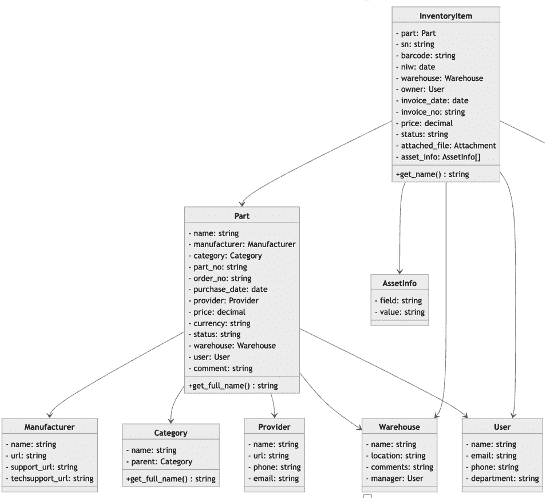 InventoryItem
- part: Part
- sn: string
- barcode: string
- niw: date
- warehouse: Warehouse
- owner: User
- invoice_date: date
- invoice_no: string
- price: decimal
- status: string
- attached_file: Attachment
- asset_info: AssetInfo[]
+get_name() : string
Part
- name: string
- manufacturer: Manufacturer
- category: Category
- part_no: string
- order_no: string
- purchase_date: date
- provider: Provider
- price: decimal
- currency: string
- status: string
- warehouse: Warehouse
- user: User
- comment: string
+get_full_name() : string
AssetInfo
- field: string
- value: string
Manufacturer
- name: string
- url: string
- support_url: string
- techsupport_url: string
Category
- name: string
- parent: Category
+get_full_name() : string
Provider
- name: string
- url: string
- phone: string
- email: string
Warehouse
- name: string
- location: string
- comments: string
- manager: User
User
- name: string
- email: string
- phone: string
- department: string